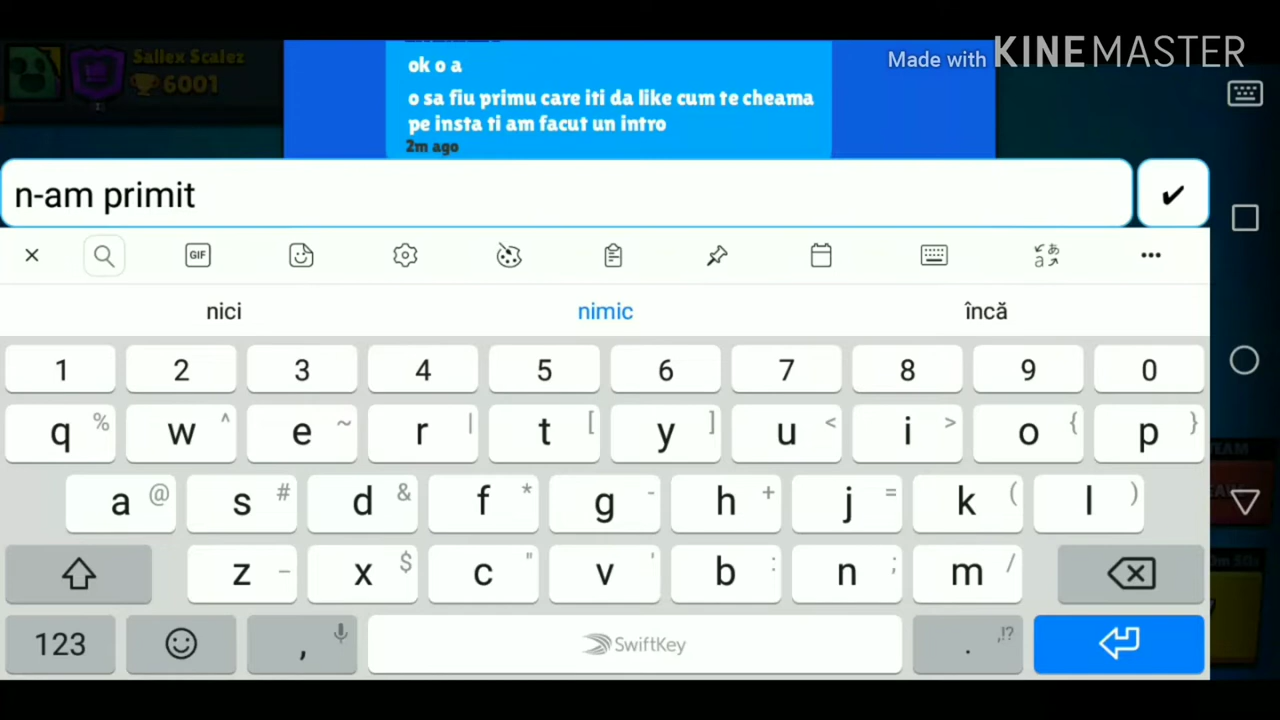 Sallex Scalez
6001
Made with KINEMASTER
ok o a
o sa fiu primu care iti da like cum te cheama
pe insta ti am facut un intro
2m ago
n-am primit ✔
GIF
nici nimic încă
1 2 3 4 5 6 7 8 9 0
q % w ^ e ~ r | t [ y ] u < i > o { p }
a @ s # d & f * g - h + j = k ( l )
z _ x $ c " v ' b : n ; m /
123 , SwiftKey . ,!?